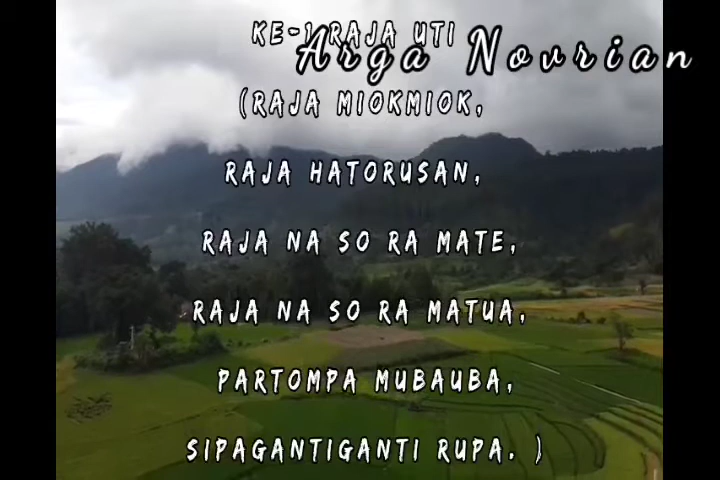 KE-1 RAJA UTI
Arga Novrian
(RAJA MIOKMIOK,
RAJA HATORUSAN,
RAJA NA SO RA MATE,
RAJA NA SO RA MATUA,
PARTOMPA MUBAUBA,
SIPAGANTIGANTI RUPA. )